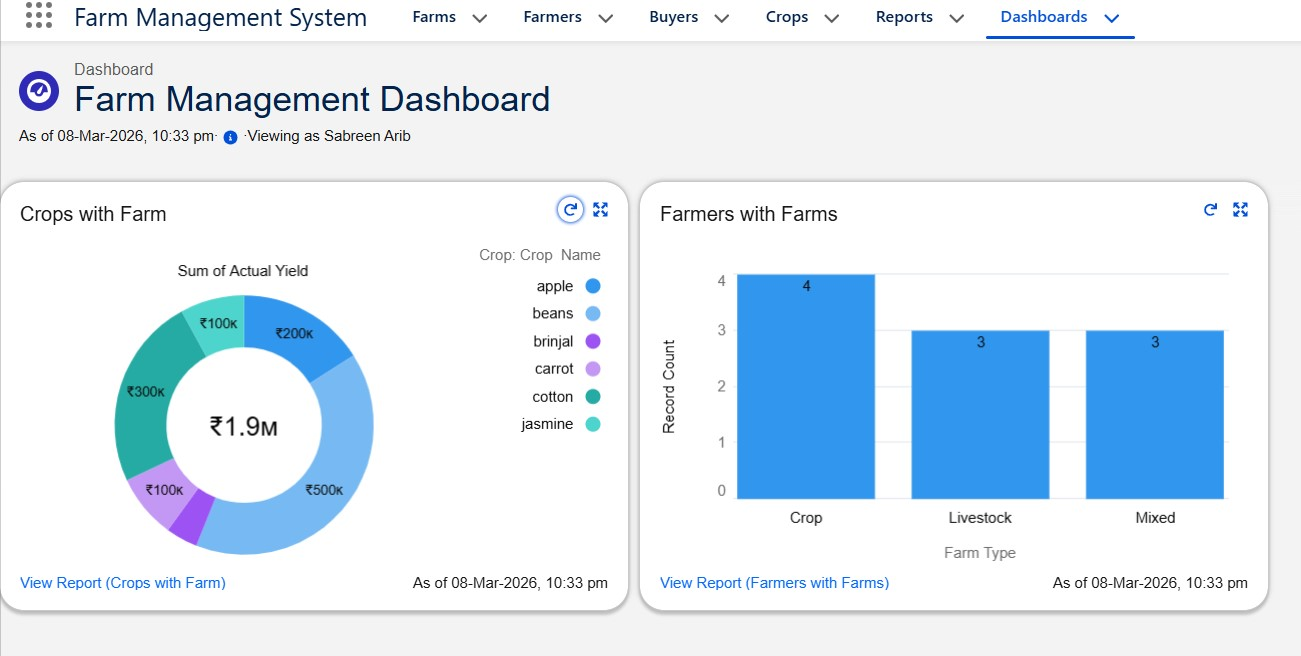 Farm Management System
Farms
Farmers
Buyers
Crops
Reports
Dashboards
Dashboard
Farm Management Dashboard
As of 08-Mar-2026, 10:33 pm· ·Viewing as Sabreen Arib
Crops with Farm
Sum of Actual Yield
₹200K
₹500K
₹100K
₹300K
₹100K
₹1.9M
Crop: Crop Name
apple
beans
brinjal
carrot
cotton
jasmine
View Report (Crops with Farm)
As of 08-Mar-2026, 10:33 pm
Farmers with Farms
Record Count
4
3
2
1
0
4
3
3
Crop
Livestock
Mixed
Farm Type
View Report (Farmers with Farms)
As of 08-Mar-2026, 10:33 pm